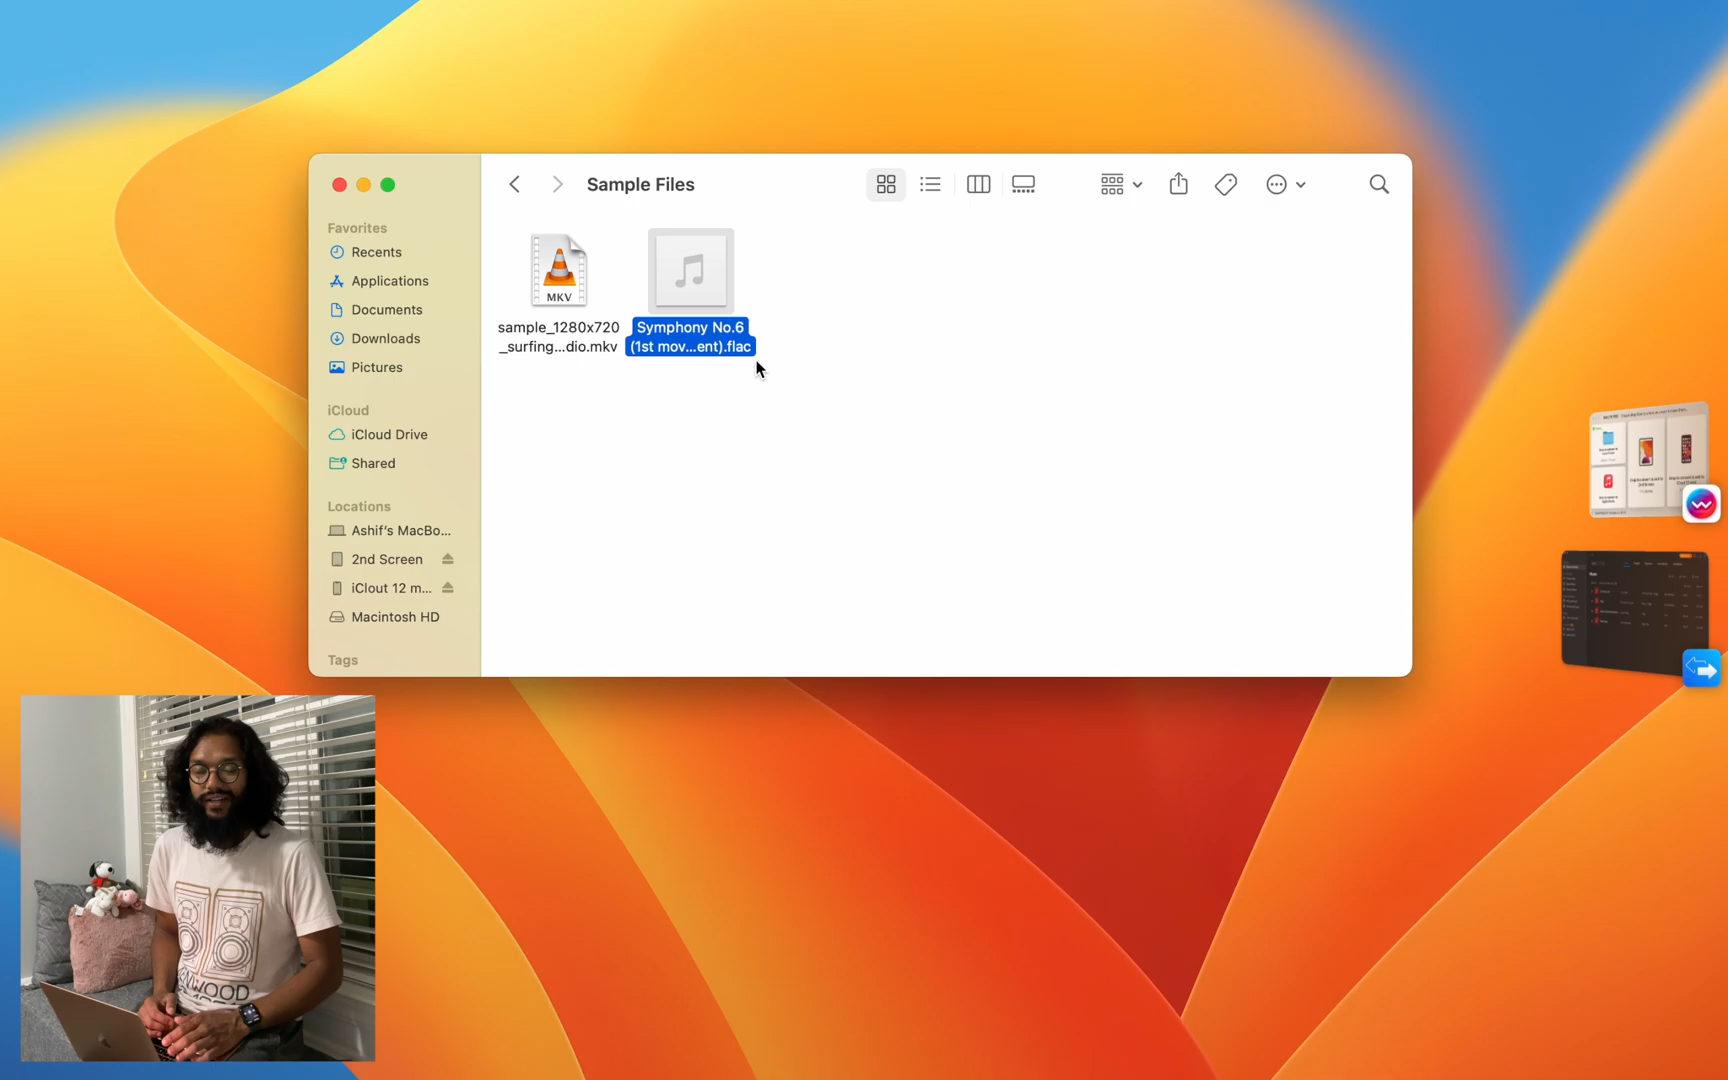 Sample Files
Favorites
Recents
Applications
Documents
Downloads
Pictures
iCloud
iCloud Drive
Shared
Locations
Ashif's MacBo...
2nd Screen
iClout 12 m...
Macintosh HD
Tags
MKV
sample_1280x720
_surfing...dio.mkv
Symphony No.6
(1st mov...ent).flac